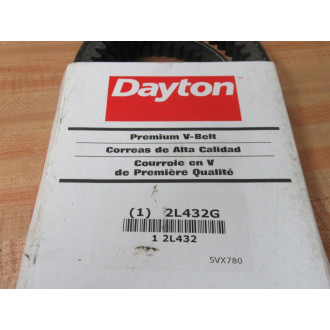 Dayton
Premium V-Belt
Correas de Alta Calidad
Courroie en V
de Première Qualité
(1) 2L432G
1 2L432
5VX780